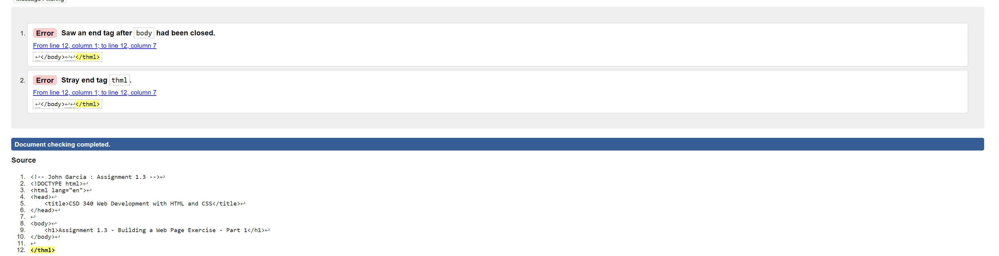 Message Filtering
1. Error Saw an end tag after body had been closed.
From line 12, column 1; to line 12, column 7
↩</body>↩↩</thml>
2. Error Stray end tag thml.
From line 12, column 1; to line 12, column 7
↩</body>↩↩</thml>
Document checking completed.
Source
1. <!-- John Garcia : Assignment 1.3 -->↩
2. <!DOCTYPE html>↩
3. <html lang="en">↩
4. <head>↩
5.     <title>CSD 340 Web Development with HTML and CSS</title>↩
6. </head>↩
7. ↩
8. <body>↩
9.     <h1>Assignment 1.3 - Building a Web Page Exercise - Part 1</h1>↩
10. </body>↩
11. ↩
12. </thml>